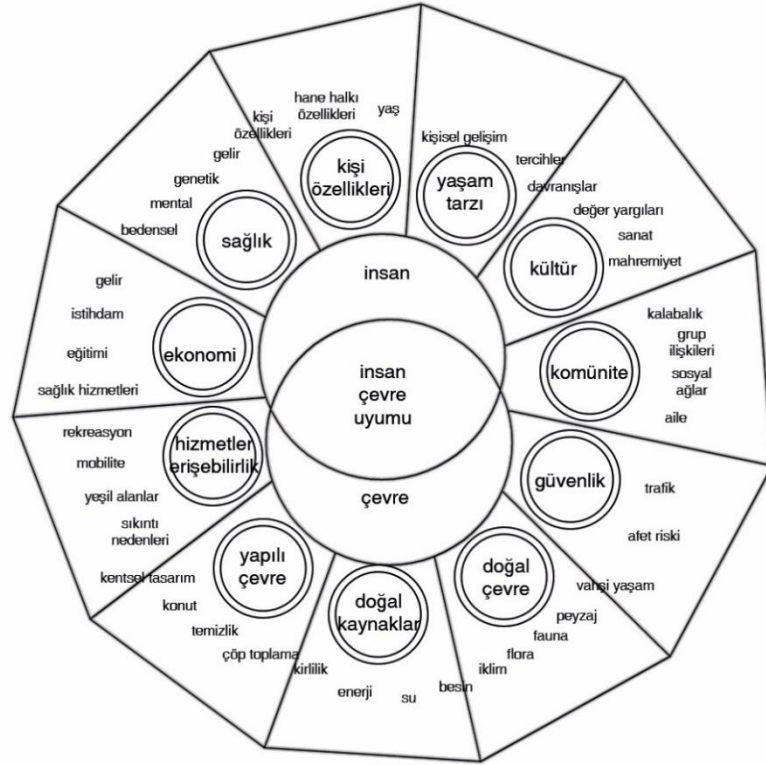 hane halkı
özellikleri
yaş
kişi
özellikleri
kişi
özellikleri
kişisel gelişim
yaşam
tarzı
tercihler
davranışlar
gelir
genetik
mental
bedensel
sağlık
değer yargıları
sanat
mahremiyet
kültür
insan
gelir
istihdam
eğitimi
sağlık hizmetleri
ekonomi
kalabalık
grup
ilişkileri
sosyal
ağlar
aile
komünite
insan
çevre
uyumu
rekreasyon
mobilite
yeşil alanlar
sıkıntı
nedenleri
hizmetler
erişebilirlik
güvenlik
trafik
afet riski
çevre
kentsel tasarım
konut
temizlik
çöp toplama
yapılı
çevre
doğal
kaynaklar
kirlilik
enerji
su
besin
doğal
çevre
vahşi yaşam
peyzaj
fauna
flora
iklim